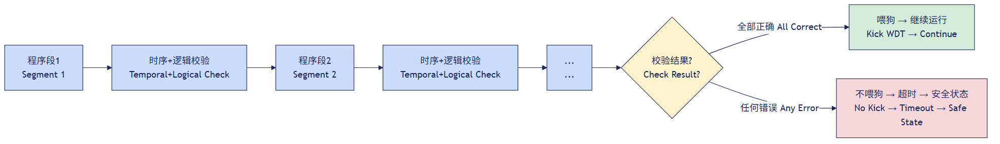 程序段1
Segment 1
时序+逻辑校验
Temporal+Logical Check
程序段2
Segment 2
时序+逻辑校验
Temporal+Logical Check
...
...
校验结果?
Check Result?
全部正确 All Correct
喂狗 → 继续运行
Kick WDT → Continue
任何错误 Any Error
不喂狗 → 超时 → 安全状态
No Kick → Timeout → Safe
State